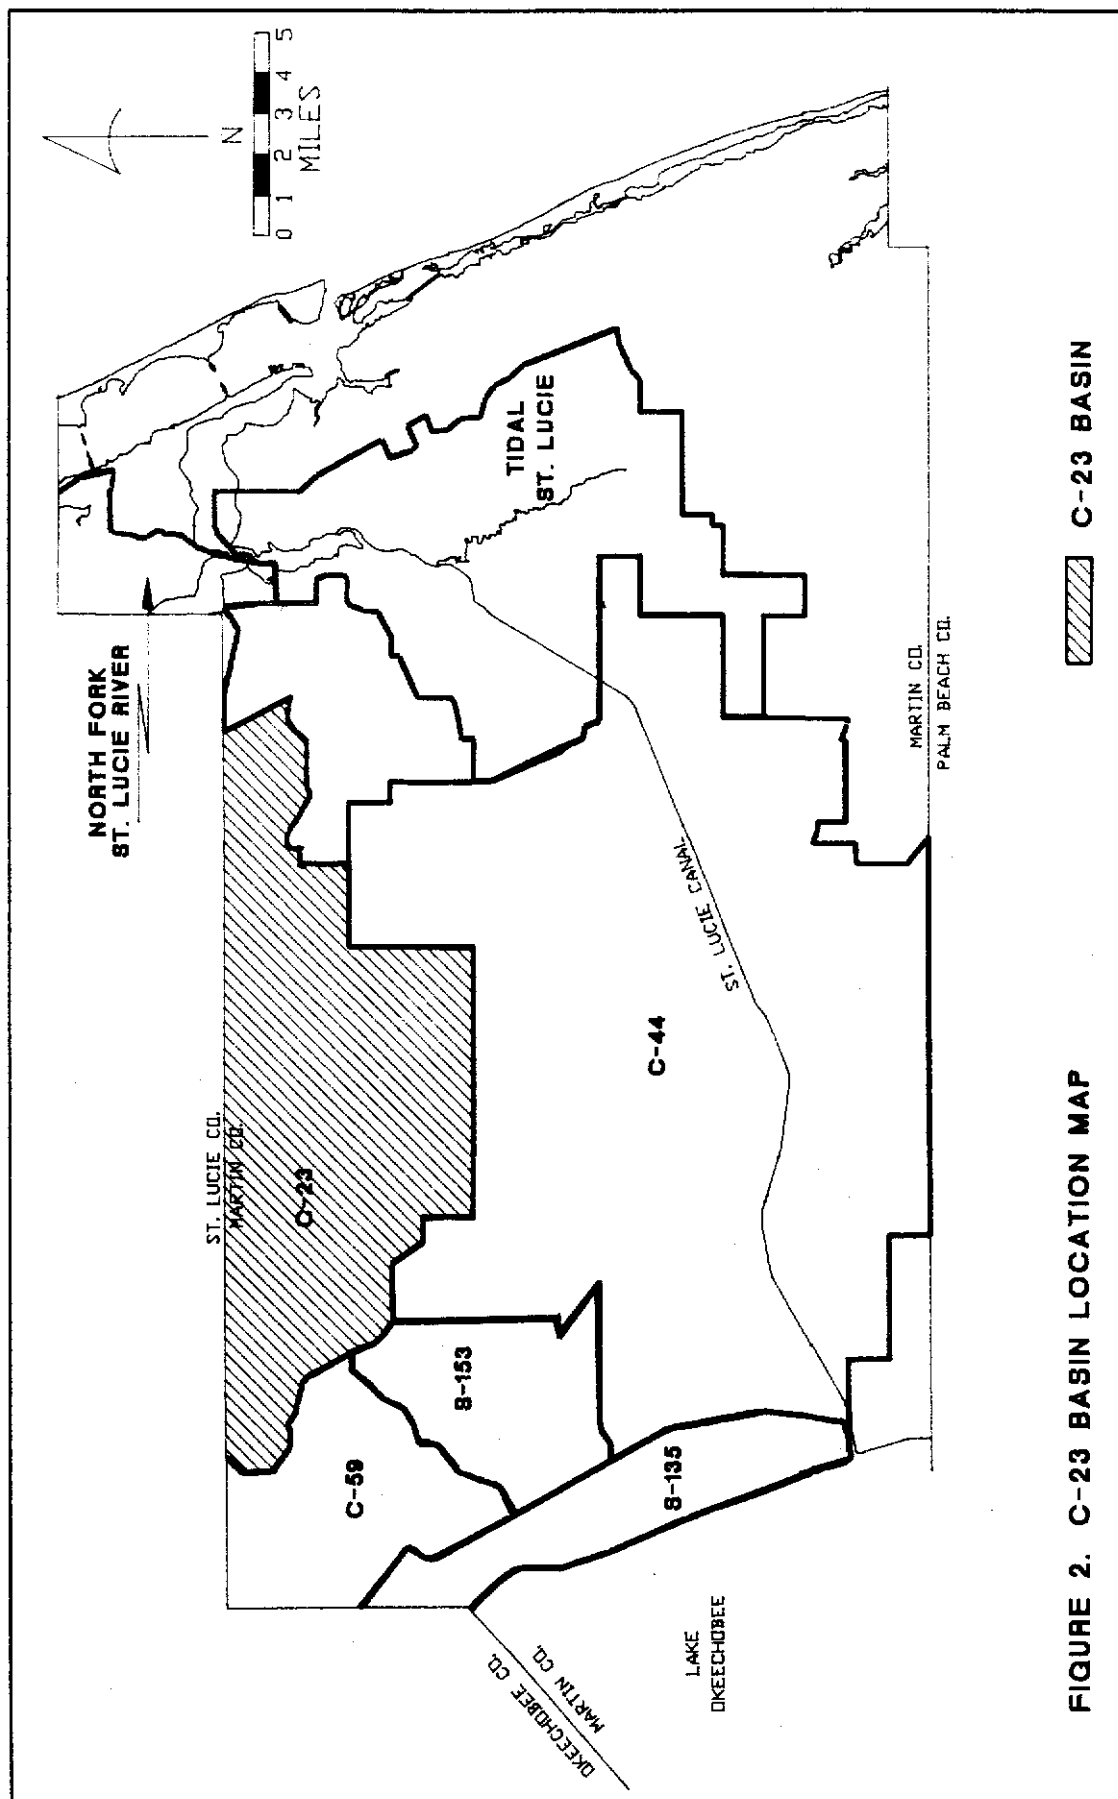 N
0 1 2 3 4 5
MILES
NORTH FORK
ST. LUCIE RIVER
ST. LUCIE CO.
MARTIN CO.
C-23
TIDAL
ST. LUCIE
C-59
S-153
C-44
ST. LUCIE CANAL
S-135
OKEECHOBEE CO.
MARTIN CO.
LAKE
OKEECHOBEE
MARTIN CO.
PALM BEACH CO.
FIGURE 2. C-23 BASIN LOCATION MAP
C-23 BASIN